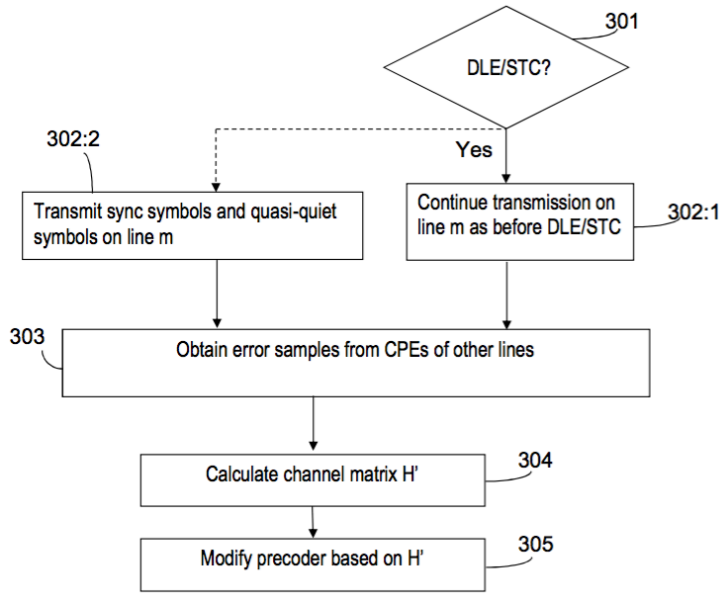 301
DLE/STC?
302:2
Yes
Transmit sync symbols and quasi-quiet
symbols on line m
Continue transmission on
line m as before DLE/STC
302:1
303
Obtain error samples from CPEs of other lines
Calculate channel matrix H'
304
Modify precoder based on H'
305